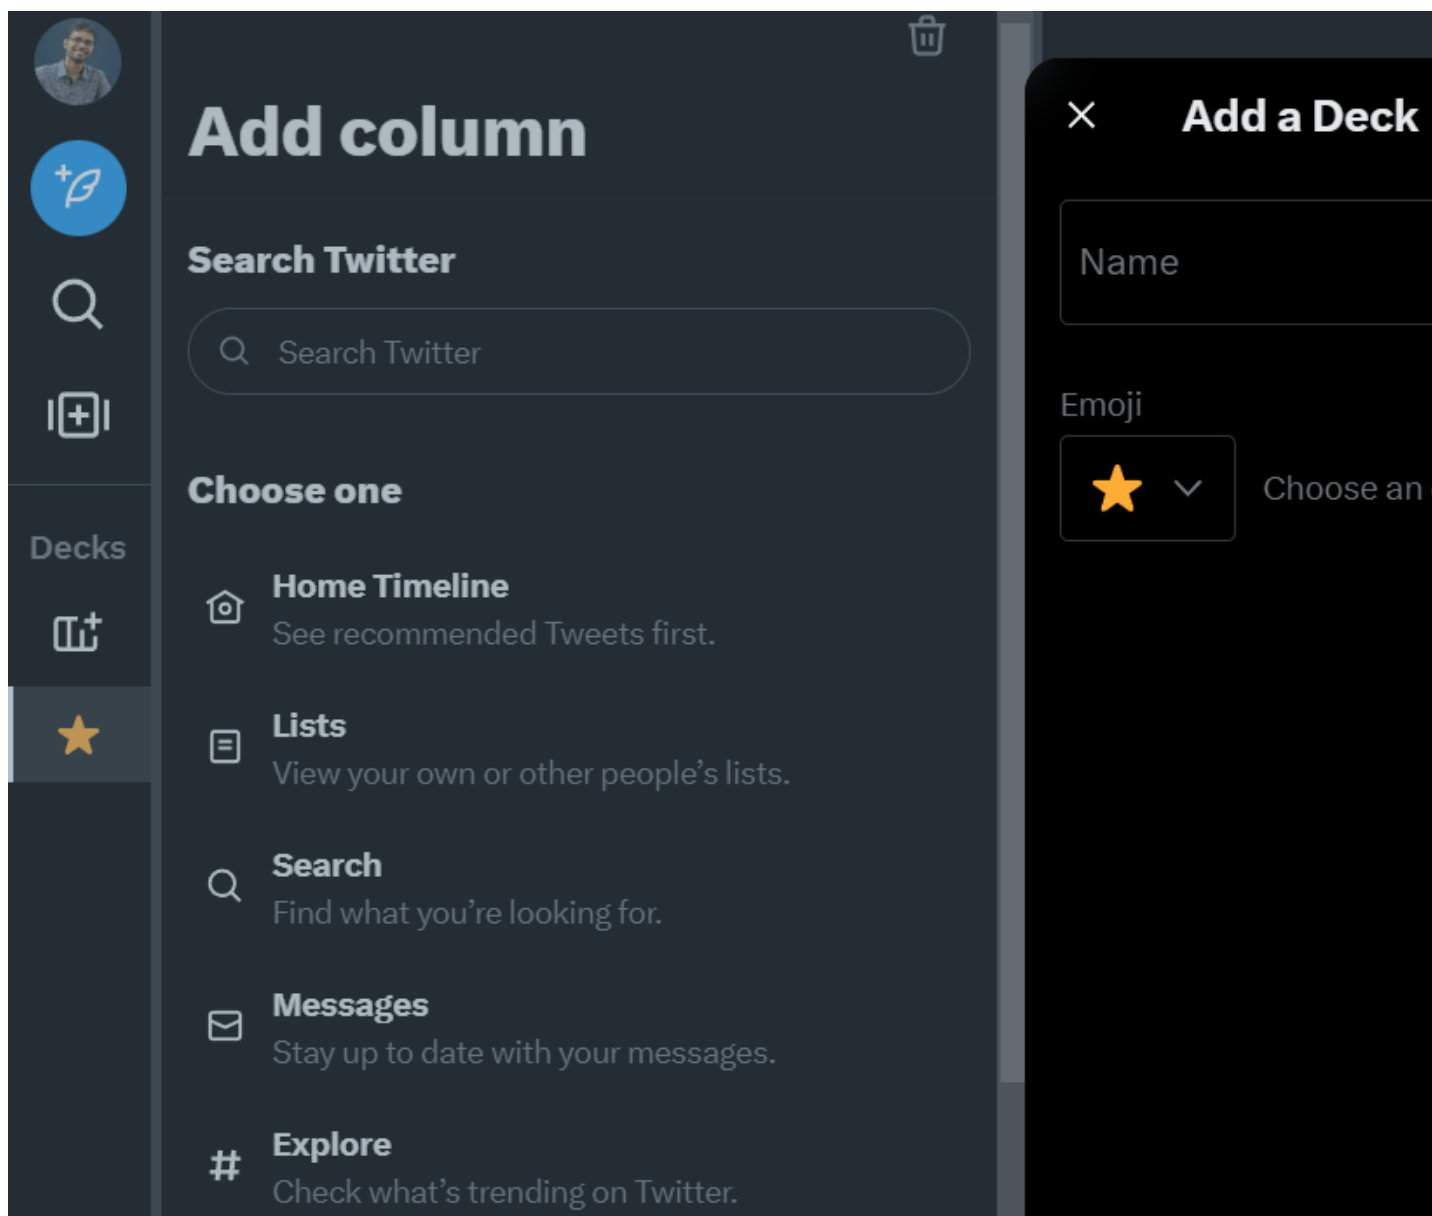 Add column
Search Twitter
Search Twitter
Choose one
Decks
Home Timeline
See recommended Tweets first.
Lists
View your own or other people’s lists.
Search
Find what you’re looking for.
Messages
Stay up to date with your messages.
Explore
Check what’s trending on Twitter.
Add a Deck
Name
Emoji
Choose an